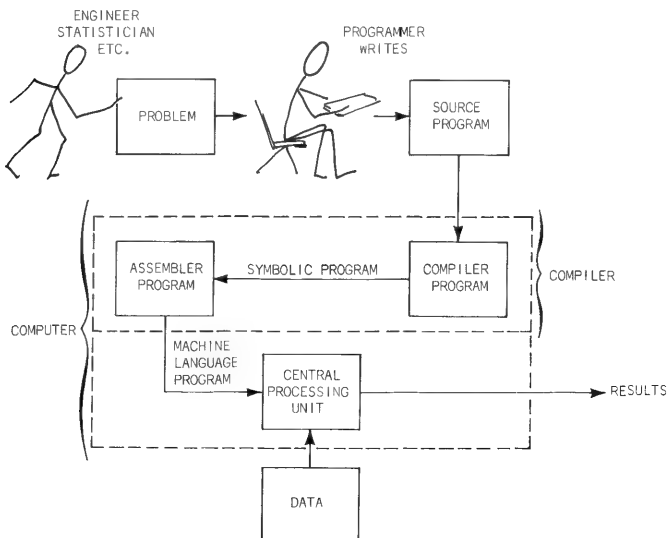 ENGINEER
STATISTICIAN
ETC.
PROGRAMMER
WRITES
PROBLEM
SOURCE
PROGRAM
ASSEMBLER
PROGRAM
SYMBOLIC PROGRAM
COMPILER
PROGRAM
COMPILER
COMPUTER
MACHINE
LANGUAGE
PROGRAM
CENTRAL
PROCESSING
UNIT
RESULTS
DATA